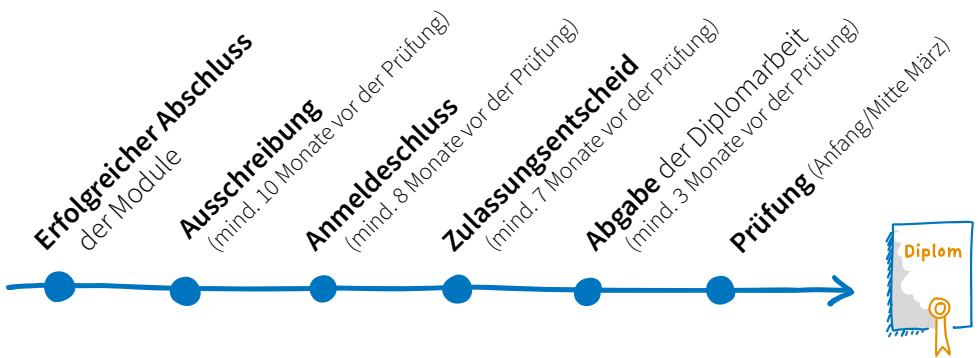 Erfolgreicher Abschluss
der Module
Ausschreibung
(mind. 10 Monate vor der Prüfung)
Anmeldeschluss
(mind. 8 Monate vor der Prüfung)
Zulassungsentscheid
(mind. 7 Monate vor der Prüfung)
Abgabe der Diplomarbeit
(mind. 3 Monate vor der Prüfung)
Prüfung (Anfang/Mitte März)
Diplom